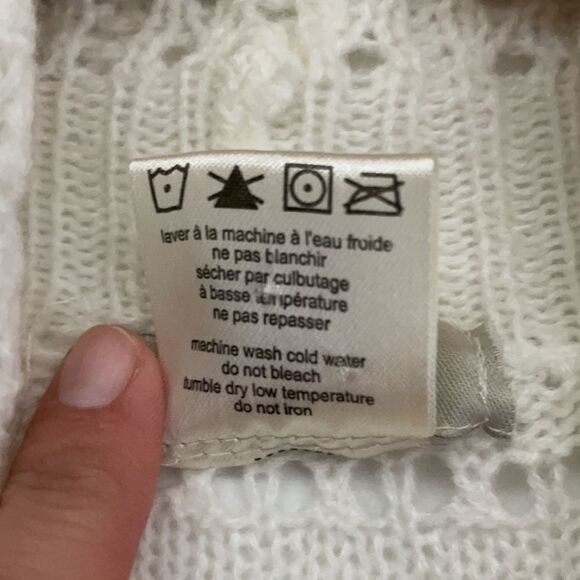 laver à la machine à l'eau froide
ne pas blanchir
sécher par culbutage
à basse température
ne pas repasser
machine wash cold water
do not bleach
tumble dry low temperature
do not iron